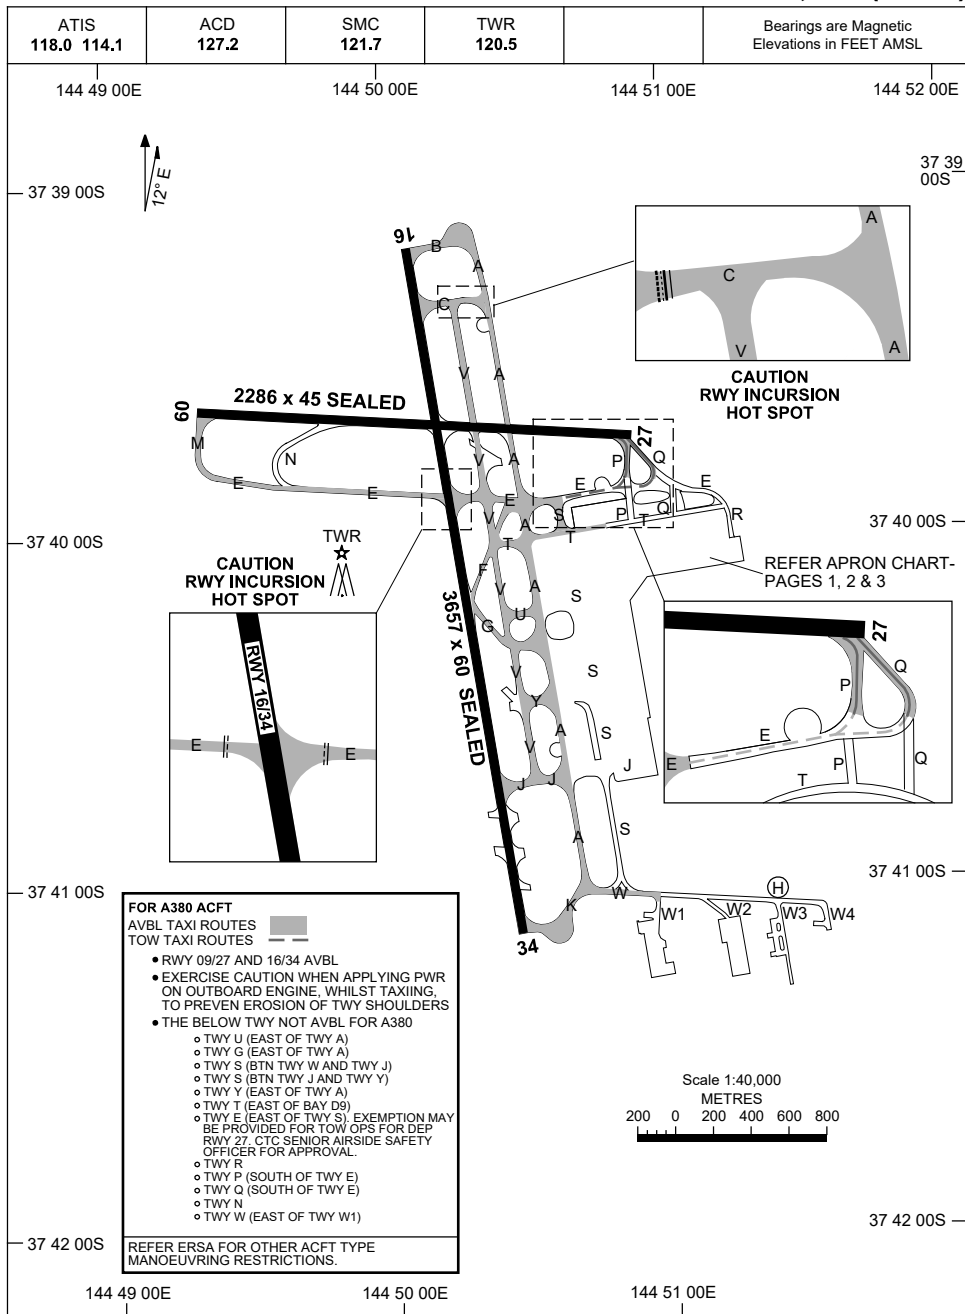 ATIS
118.0 114.1
ACD
127.2
SMC
121.7
TWR
120.5
Bearings are Magnetic
Elevations in FEET AMSL
144 49 00E
144 50 00E
144 51 00E
144 52 00E
12° E
37 39 00S
37 39
00S
16
B
A
C
V
A
A
C
V
A
CAUTION
RWY INCURSION
HOT SPOT
09
2286 x 45 SEALED
27
M
N
E
E
V
A
E
P
Q
E
E
S
P
T
Q
R
V
A
T
T
37 40 00S
37 40 00S
TWR
CAUTION
RWY INCURSION
HOT SPOT
REFER APRON CHART-
PAGES 1, 2 & 3
F
V
A
S
U
G
3657 x 60 SEALED
V
S
Y
A
S
V
J
J
J
A
S
RWY 16/34
E
E
27
Q
P
E
E
T
P
Q
37 41 00S
37 41 00S
K
W
H
W1
W2
W3
W4
34
FOR A380 ACFT
AVBL TAXI ROUTES
TOW TAXI ROUTES
• RWY 09/27 AND 16/34 AVBL
• EXERCISE CAUTION WHEN APPLYING PWR
ON OUTBOARD ENGINE, WHILST TAXIING,
TO PREVEN EROSION OF TWY SHOULDERS
• THE BELOW TWY NOT AVBL FOR A380
o TWY U (EAST OF TWY A)
o TWY G (EAST OF TWY A)
o TWY S (BTN TWY W AND TWY J)
o TWY S (BTN TWY J AND TWY Y)
o TWY Y (EAST OF TWY A)
o TWY T (EAST OF BAY D9)
o TWY E (EAST OF TWY S). EXEMPTION MAY
BE PROVIDED FOR TOW OPS FOR DEP
RWY 27. CTC SENIOR AIRSIDE SAFETY
OFFICER FOR APPROVAL.
o TWY R
o TWY P (SOUTH OF TWY E)
o TWY Q (SOUTH OF TWY E)
o TWY N
o TWY W (EAST OF TWY W1)
REFER ERSA FOR OTHER ACFT TYPE
MANOEUVRING RESTRICTIONS.
Scale 1:40,000
METRES
200 0 200 400 600 800
37 42 00S
37 42 00S
144 49 00E
144 50 00E
144 51 00E